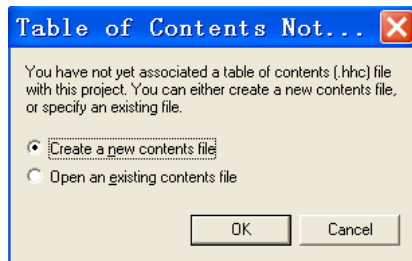 Table of Contents Not...
You have not yet associated a table of contents (.hhc) file
with this project. You can either create a new contents file,
or specify an existing file.
Create a new contents file
Open an existing contents file
OK Cancel